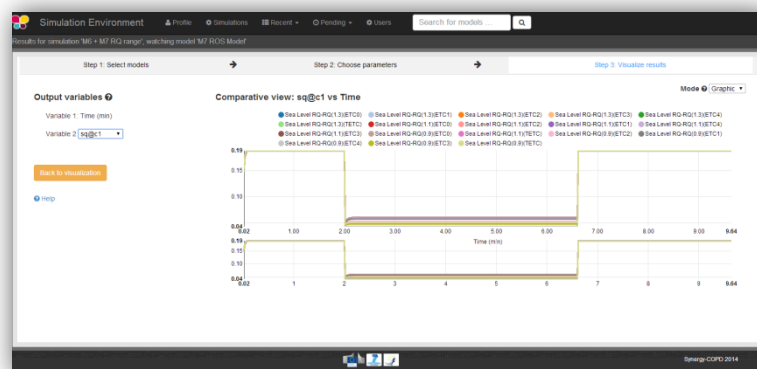 Simulation Environment Profile Simulations Recent Pending Users Search for models ...
Results for simulation 'M6 + M7 RQ range', watching model 'M7 ROS Model'
Step 1: Select models Step 2: Choose parameters Step 3: Visualize results
Mode Graphic
Output variables Comparative view: sq@c1 vs Time
Variable 1: Time (min)
Variable 2 sq@c1
Sea Level RQ-RQ(1.3)(ETC0) Sea Level RQ-RQ(1.3)(ETC1) Sea Level RQ-RQ(1.3)(ETC2) Sea Level RQ-RQ(1.3)(ETC3) Sea Level RQ-RQ(1.3)(ETC4)
Sea Level RQ-RQ(1.3)(TETC) Sea Level RQ-RQ(1.1)(ETC0) Sea Level RQ-RQ(1.1)(ETC2) Sea Level RQ-RQ(1.1)(ETC1) Sea Level RQ-RQ(1.1)(ETC4)
Sea Level RQ-RQ(1.1)(ETC3) Sea Level RQ-RQ(0.9)(ETC0) Sea Level RQ-RQ(1.1)(TETC) Sea Level RQ-RQ(0.9)(ETC2) Sea Level RQ-RQ(0.9)(ETC1)
Sea Level RQ-RQ(0.9)(ETC4) Sea Level RQ-RQ(0.9)(ETC3) Sea Level RQ-RQ(0.9)(TETC)
Back to visualization
Help
0.19
0.15
0.10
0.04
0.02 1.00 2.00 3.00 4.00 5.00 6.00 7.00 8.00 9.00 9.64
Time (min)
0.19
0.15
0.10
0.04
0.02 1 2 3 4 5 6 7 8 9 9.64
Synergy-COPD 2014